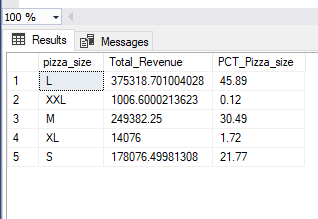 100 %
Results Messages
pizza_size Total_Revenue PCT_Pizza_size
1 L 375318.701004028 45.89
2 XXL 1006.6000213623 0.12
3 M 249382.25 30.49
4 XL 14076 1.72
5 S 178076.49981308 21.77